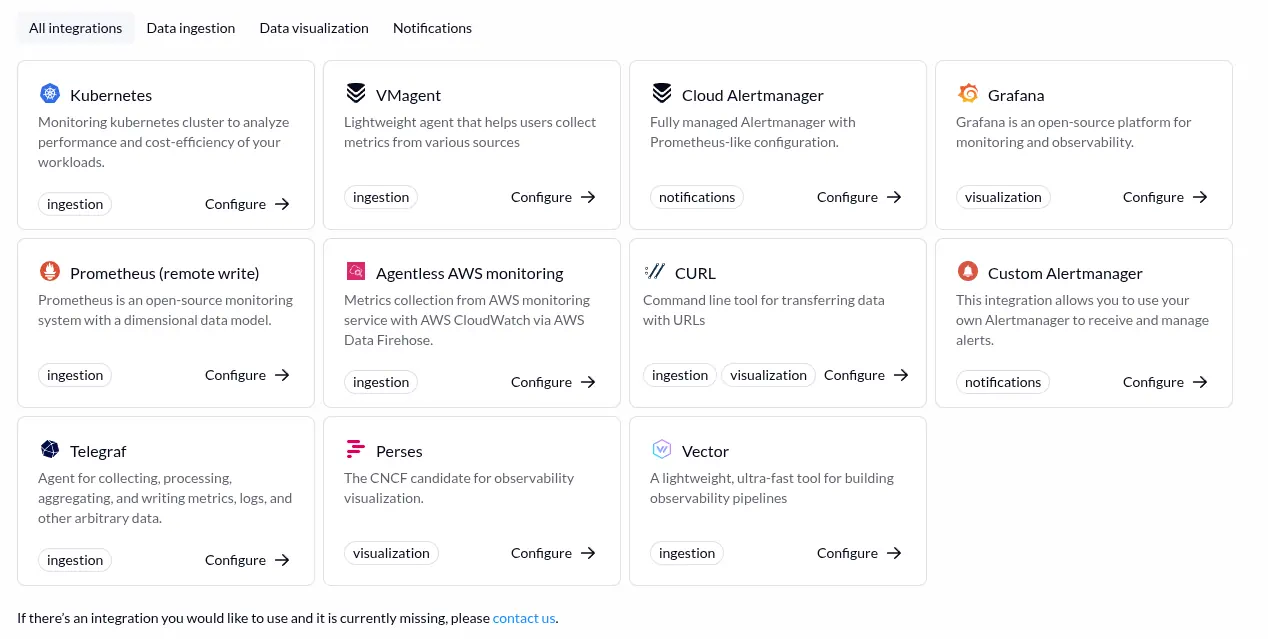 All integrations Data ingestion Data visualization Notifications
Kubernetes
Monitoring kubernetes cluster to analyze
performance and cost-efficiency of your
workloads.
ingestion Configure
VMagent
Lightweight agent that helps users collect
metrics from various sources
ingestion Configure
Cloud Alertmanager
Fully managed Alertmanager with
Prometheus-like configuration.
notifications Configure
Grafana
Grafana is an open-source platform for
monitoring and observability.
visualization Configure
Prometheus (remote write)
Prometheus is an open-source monitoring
system with a dimensional data model.
ingestion Configure
Agentless AWS monitoring
Metrics collection from AWS monitoring
service with AWS CloudWatch via AWS
Data Firehose.
ingestion Configure
CURL
Command line tool for transferring data
with URLs
ingestion visualization Configure
Custom Alertmanager
This integration allows you to use your
own Alertmanager to receive and manage
alerts.
notifications Configure
Telegraf
Agent for collecting, processing,
aggregating, and writing metrics, logs, and
other arbitrary data.
ingestion Configure
Perses
The CNCF candidate for observability
visualization.
visualization Configure
Vector
A lightweight, ultra-fast tool for building
observability pipelines
ingestion Configure
If there's an integration you would like to use and it is currently missing, please contact us.